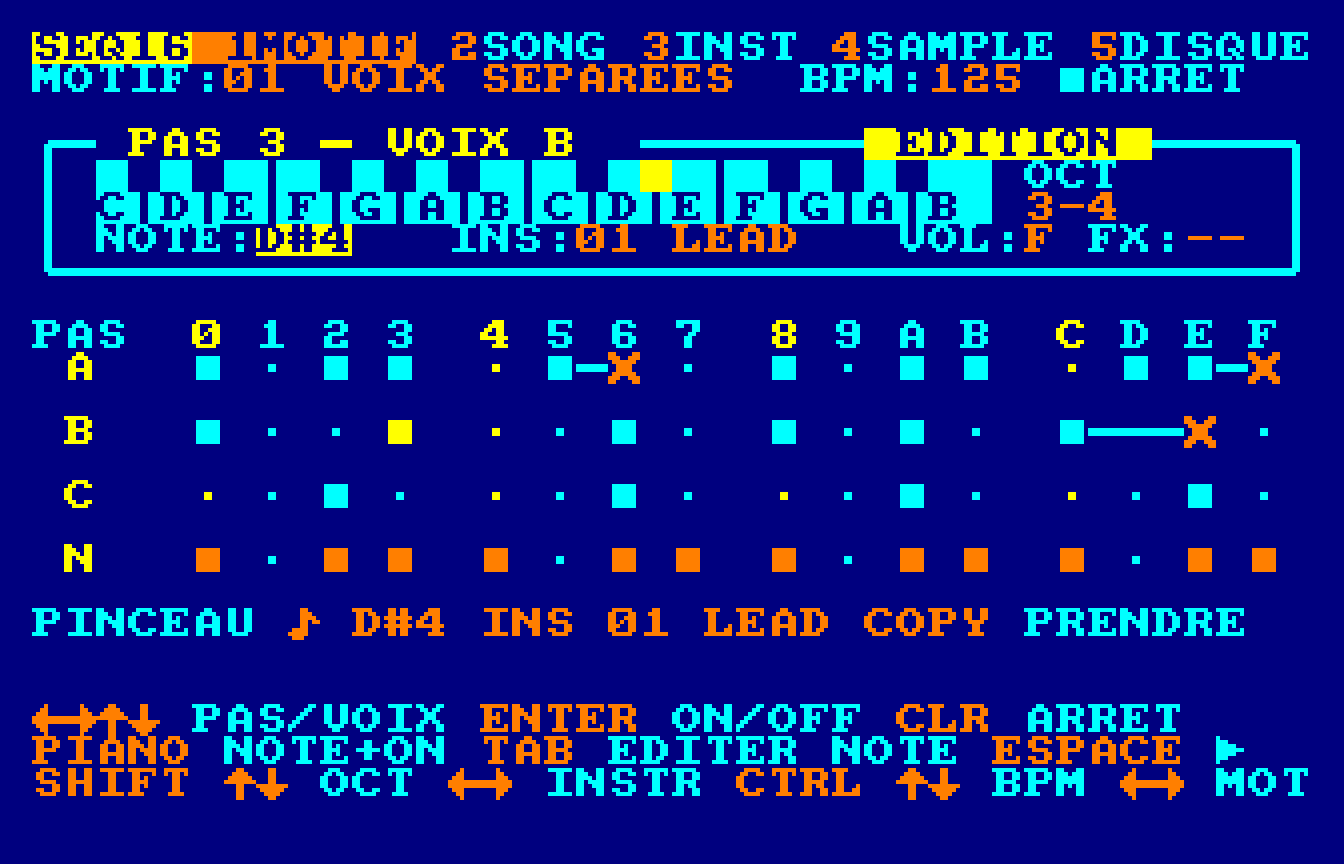 SEQ16 1MOTIF 2SONG 3INST 4SAMPLE 5DISQUE
MOTIF:01 VOIX SEPAREES BPM:125 ■ARRET
PAS 3 – VOIX B EDITION
OCT
C D E F G A B C D E F G A B 3-4
NOTE:D#4 INS:01 LEAD VOL:F FX:--
PAS 0 1 2 3 4 5 6 7 8 9 A B C D E F
A
B
C
N
PINCEAU ♪ D#4 INS 01 LEAD COPY PRENDRE
↔↑↓ PAS/VOIX ENTER ON/OFF CLR ARRET
PIANO NOTE+ON TAB EDITER NOTE ESPACE ►
SHIFT ↑↓ OCT ↔ INSTR CTRL ↑↓ BPM ↔ MOT